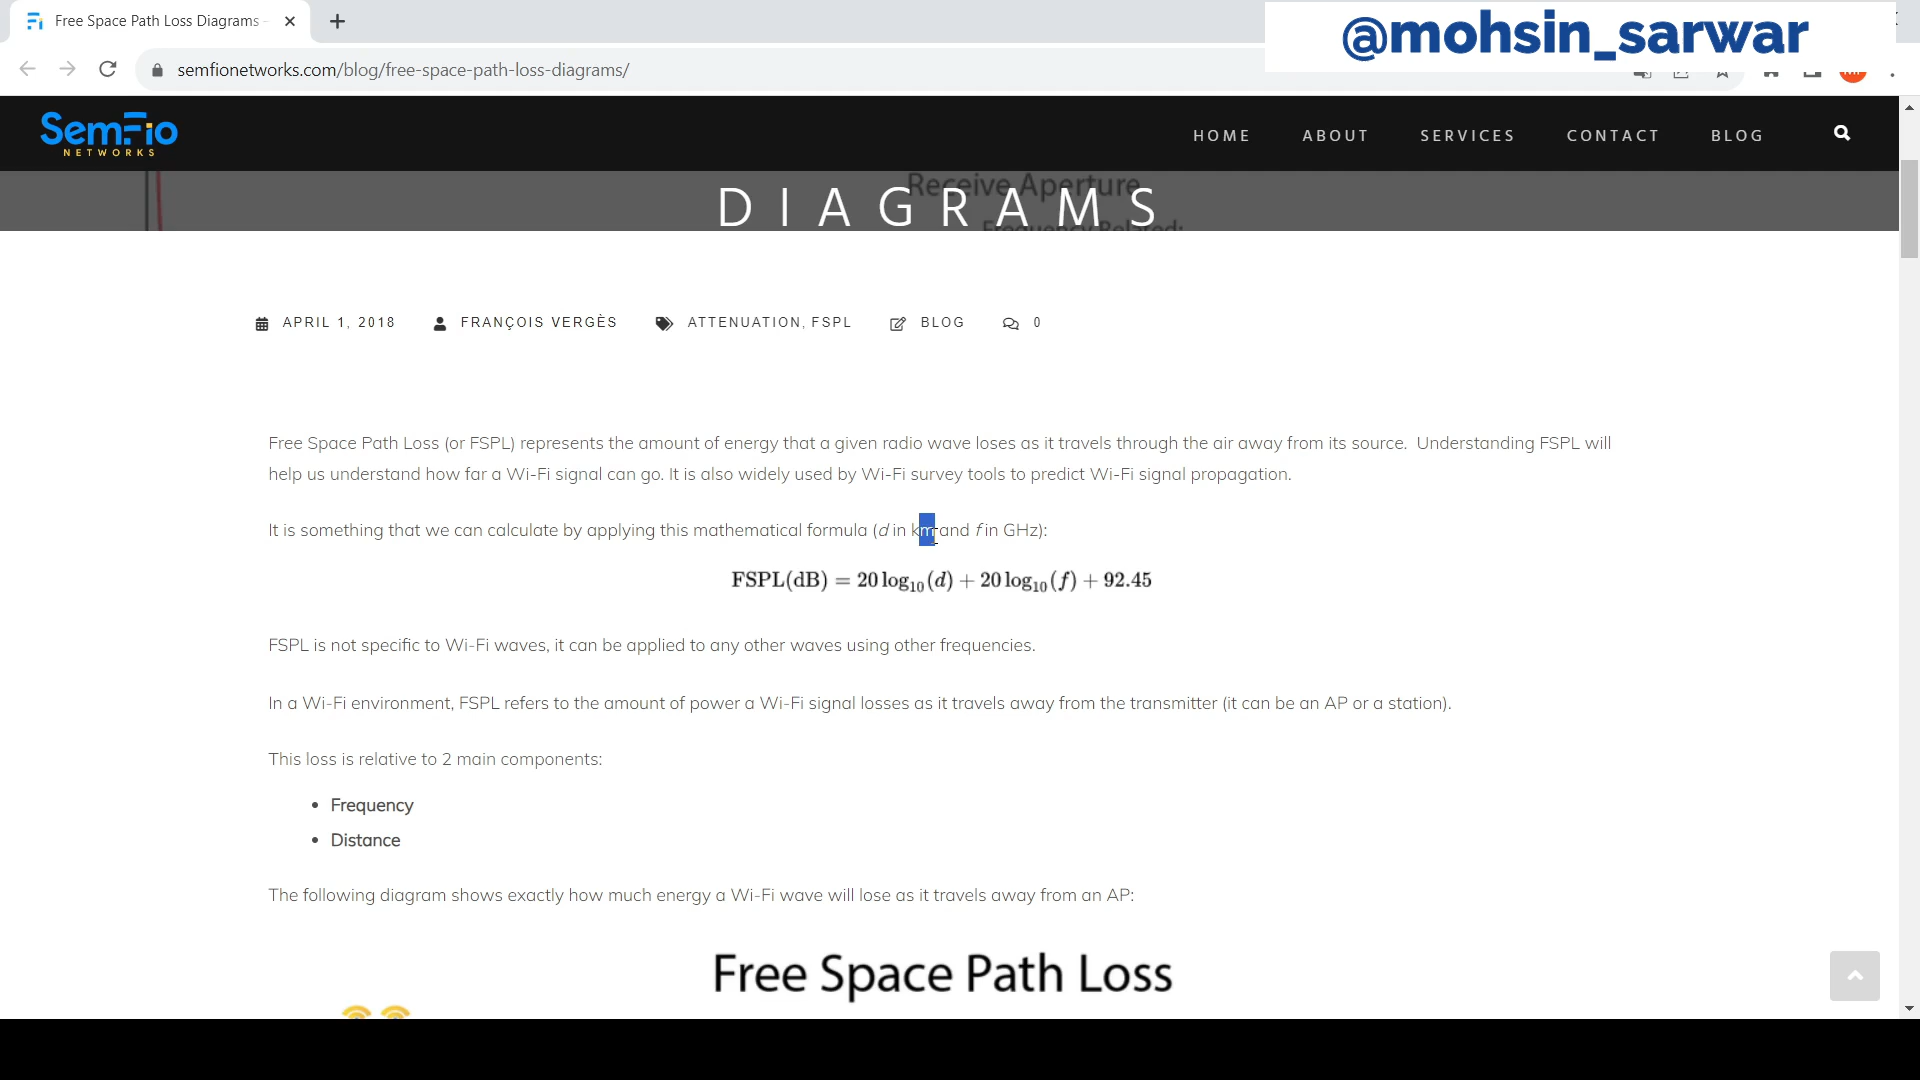 Free Space Path Loss Diagrams -
@mohsin_sarwar
semfionetworks.com/blog/free-space-path-loss-diagrams/
SemFio
NETWORKS
HOME ABOUT SERVICES CONTACT BLOG
Receive Aperture
DIAGRAMS
Frequency Related:
APRIL 1, 2018 FRANÇOIS VERGÈS ATTENUATION, FSPL BLOG 0
Free Space Path Loss (or FSPL) represents the amount of energy that a given radio wave loses as it travels through the air away from its source. Understanding FSPL will
help us understand how far a Wi-Fi signal can go. It is also widely used by Wi-Fi survey tools to predict Wi-Fi signal propagation.
It is something that we can calculate by applying this mathematical formula (d in km and f in GHz):
FSPL(dB) = 20 log₁₀(d) + 20 log₁₀(f) + 92.45
FSPL is not specific to Wi-Fi waves, it can be applied to any other waves using other frequencies.
In a Wi-Fi environment, FSPL refers to the amount of power a Wi-Fi signal losses as it travels away from the transmitter (it can be an AP or a station).
This loss is relative to 2 main components:
• Frequency
• Distance
The following diagram shows exactly how much energy a Wi-Fi wave will lose as it travels away from an AP:
Free Space Path Loss